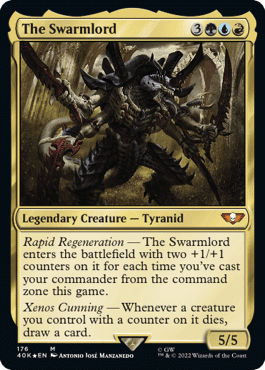 The Swarmlord 3
Legendary Creature — Tyranid
Rapid Regeneration — The Swarmlord
enters the battlefield with two +1/+1
counters on it for each time you've cast
your commander from the command
zone this game.
Xenos Cunning — Whenever a creature
you control with a counter on it dies,
draw a card.
5/5
176 M
40K ★ EN Antonio José Manzanedo
© GW
™ & © 2022 Wizards of the Coast